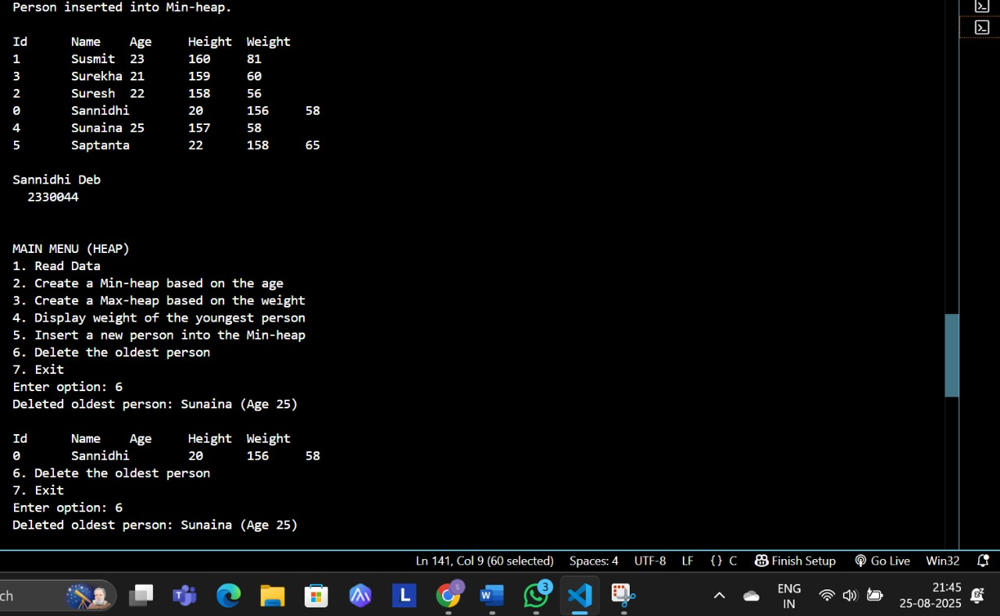 Person inserted into Min-heap.
Id Name Age Height Weight
1 Susmit 23 160 81
3 Surekha 21 159 60
2 Suresh 22 158 56
0 Sannidhi 20 156 58
4 Sunaina 25 157 58
5 Saptanta 22 158 65
Sannidhi Deb
2330044
MAIN MENU (HEAP)
1. Read Data
2. Create a Min-heap based on the age
3. Create a Max-heap based on the weight
4. Display weight of the youngest person
5. Insert a new person into the Min-heap
6. Delete the oldest person
7. Exit
Enter option: 6
Deleted oldest person: Sunaina (Age 25)
Id Name Age Height Weight
0 Sannidhi 20 156 58
6. Delete the oldest person
7. Exit
Enter option: 6
Deleted oldest person: Sunaina (Age 25)
Ln 141, Col 9 (60 selected) Spaces: 4 UTF-8 LF {} C Finish Setup Go Live Win32
ch
L
S
W
3
ENG
IN
21:45
25-08-2025